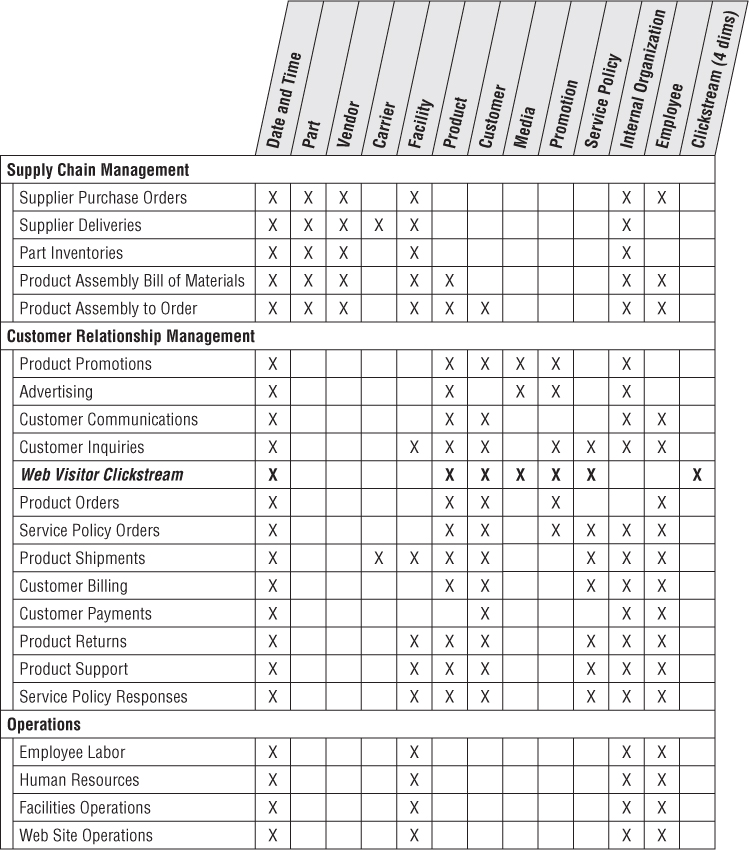 Date and Time
Part
Vendor
Carrier
Facility
Product
Customer
Media
Promotion
Service Policy
Internal Organization
Employee
Clickstream (4 dims)
Supply Chain Management
Supplier Purchase Orders X X X X X X
Supplier Deliveries X X X X X X
Part Inventories X X X X X
Product Assembly Bill of Materials X X X X X X X
Product Assembly to Order X X X X X X X X
Customer Relationship Management
Product Promotions X X X X X X
Advertising X X X X X
Customer Communications X X X X X
Customer Inquiries X X X X X X X X
Web Visitor Clickstream X X X X X X X
Product Orders X X X X X
Service Policy Orders X X X X X X X
Product Shipments X X X X X X X X
Customer Billing X X X X X X
Customer Payments X X X X
Product Returns X X X X X X X
Product Support X X X X X X X
Service Policy Responses X X X X X X X
Operations
Employee Labor X X X X
Human Resources X X X X
Facilities Operations X X X X
Web Site Operations X X X X